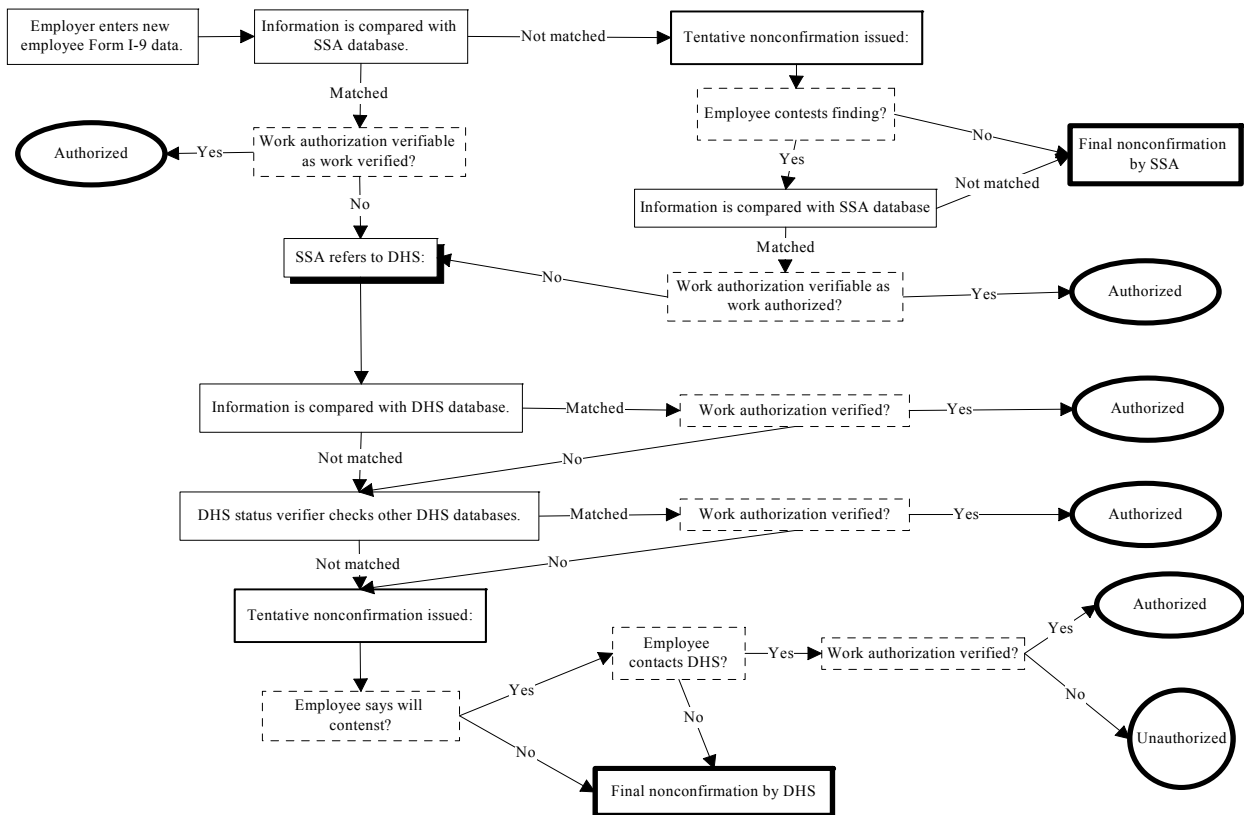 Employer enters new
employee Form I-9 data.
Information is compared with
SSA database.
Not matched
Tentative nonconfirmation issued:
Matched
Employee contests finding?
No
Final nonconfirmation
by SSA
Authorized
Yes
Work authorization verifiable
as work verified?
Yes
Not matched
No
Information is compared with SSA database
Matched
SSA refers to DHS:
No
Work authorization verifiable as
work authorized?
Yes
Authorized
Information is compared with DHS database.
Matched
Work authorization verified?
Yes
Authorized
Not matched
No
DHS status verifier checks other DHS databases.
Matched
Work authorization verified?
Yes
Authorized
Not matched
No
Tentative nonconfirmation issued:
Employee
contacts DHS?
Yes
Work authorization verified?
Yes
Authorized
Employee says will
contenst?
Yes
No
No
No
Unauthorized
Final nonconfirmation by DHS